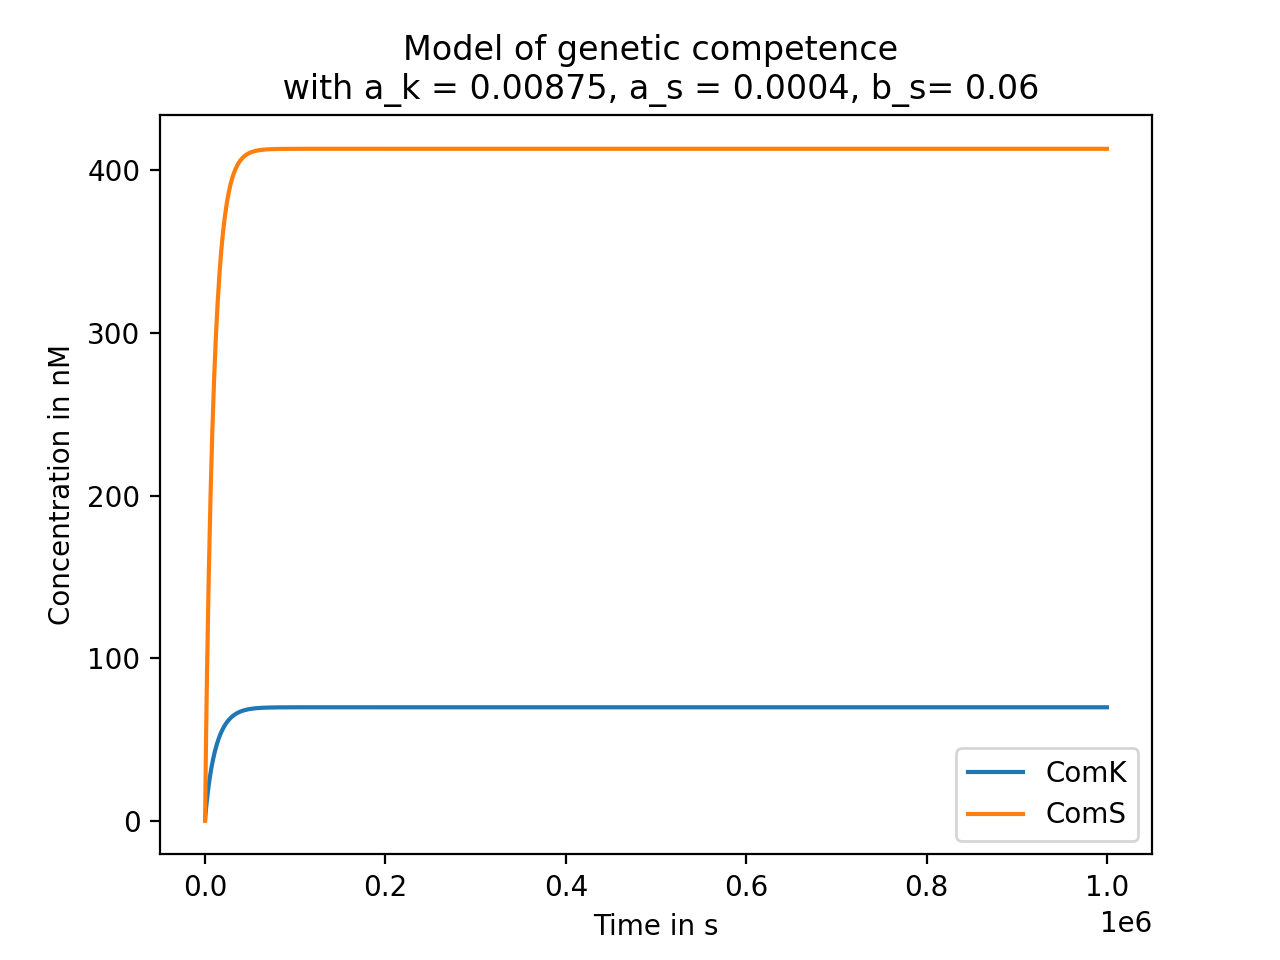 Model of genetic competence
with a_k = 0.00875, a_s = 0.0004, b_s= 0.06
Concentration in nM
400
300
200
100
0
ComK
ComS
0.0 0.2 0.4 0.6 0.8 1.0
1e6
Time in s